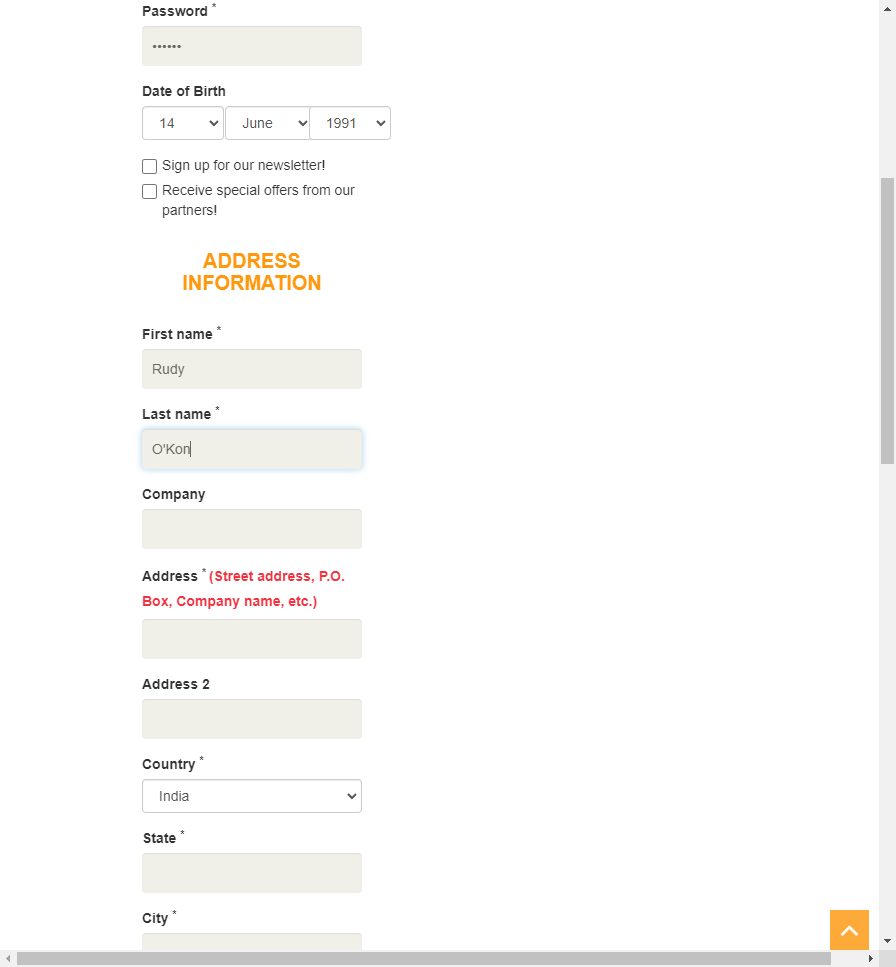 Password *
••••••
Date of Birth
14 June 1991
Sign up for our newsletter!
Receive special offers from our
partners!
ADDRESS
INFORMATION
First name *
Rudy
Last name *
O'Kon
Company
Address * (Street address, P.O.
Box, Company name, etc.)
Address 2
Country *
India
State *
City *